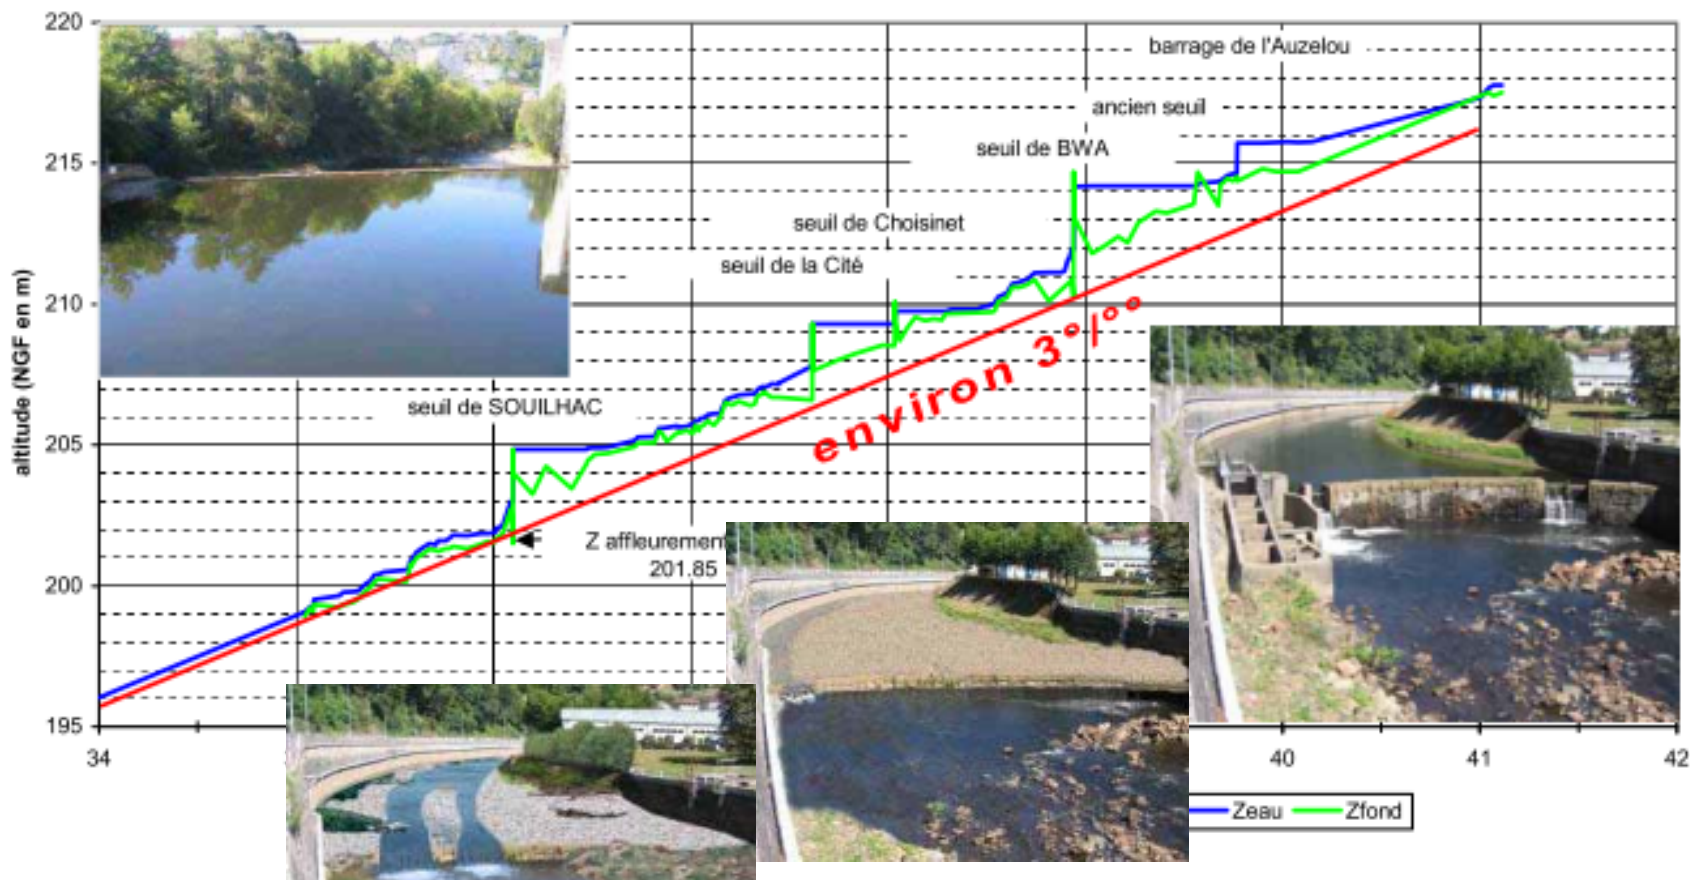 220
barrage de l'Auzelou
ancien seuil
seuil de BWA
215
seuil de Choisinet
seuil de la Cité
altitude (NGF en m)
210
environ 3°/°°
seuil de SOUILHAC
205
Z affleurement
201.85
200
195
34
40
41
42
Zeau
Zfond